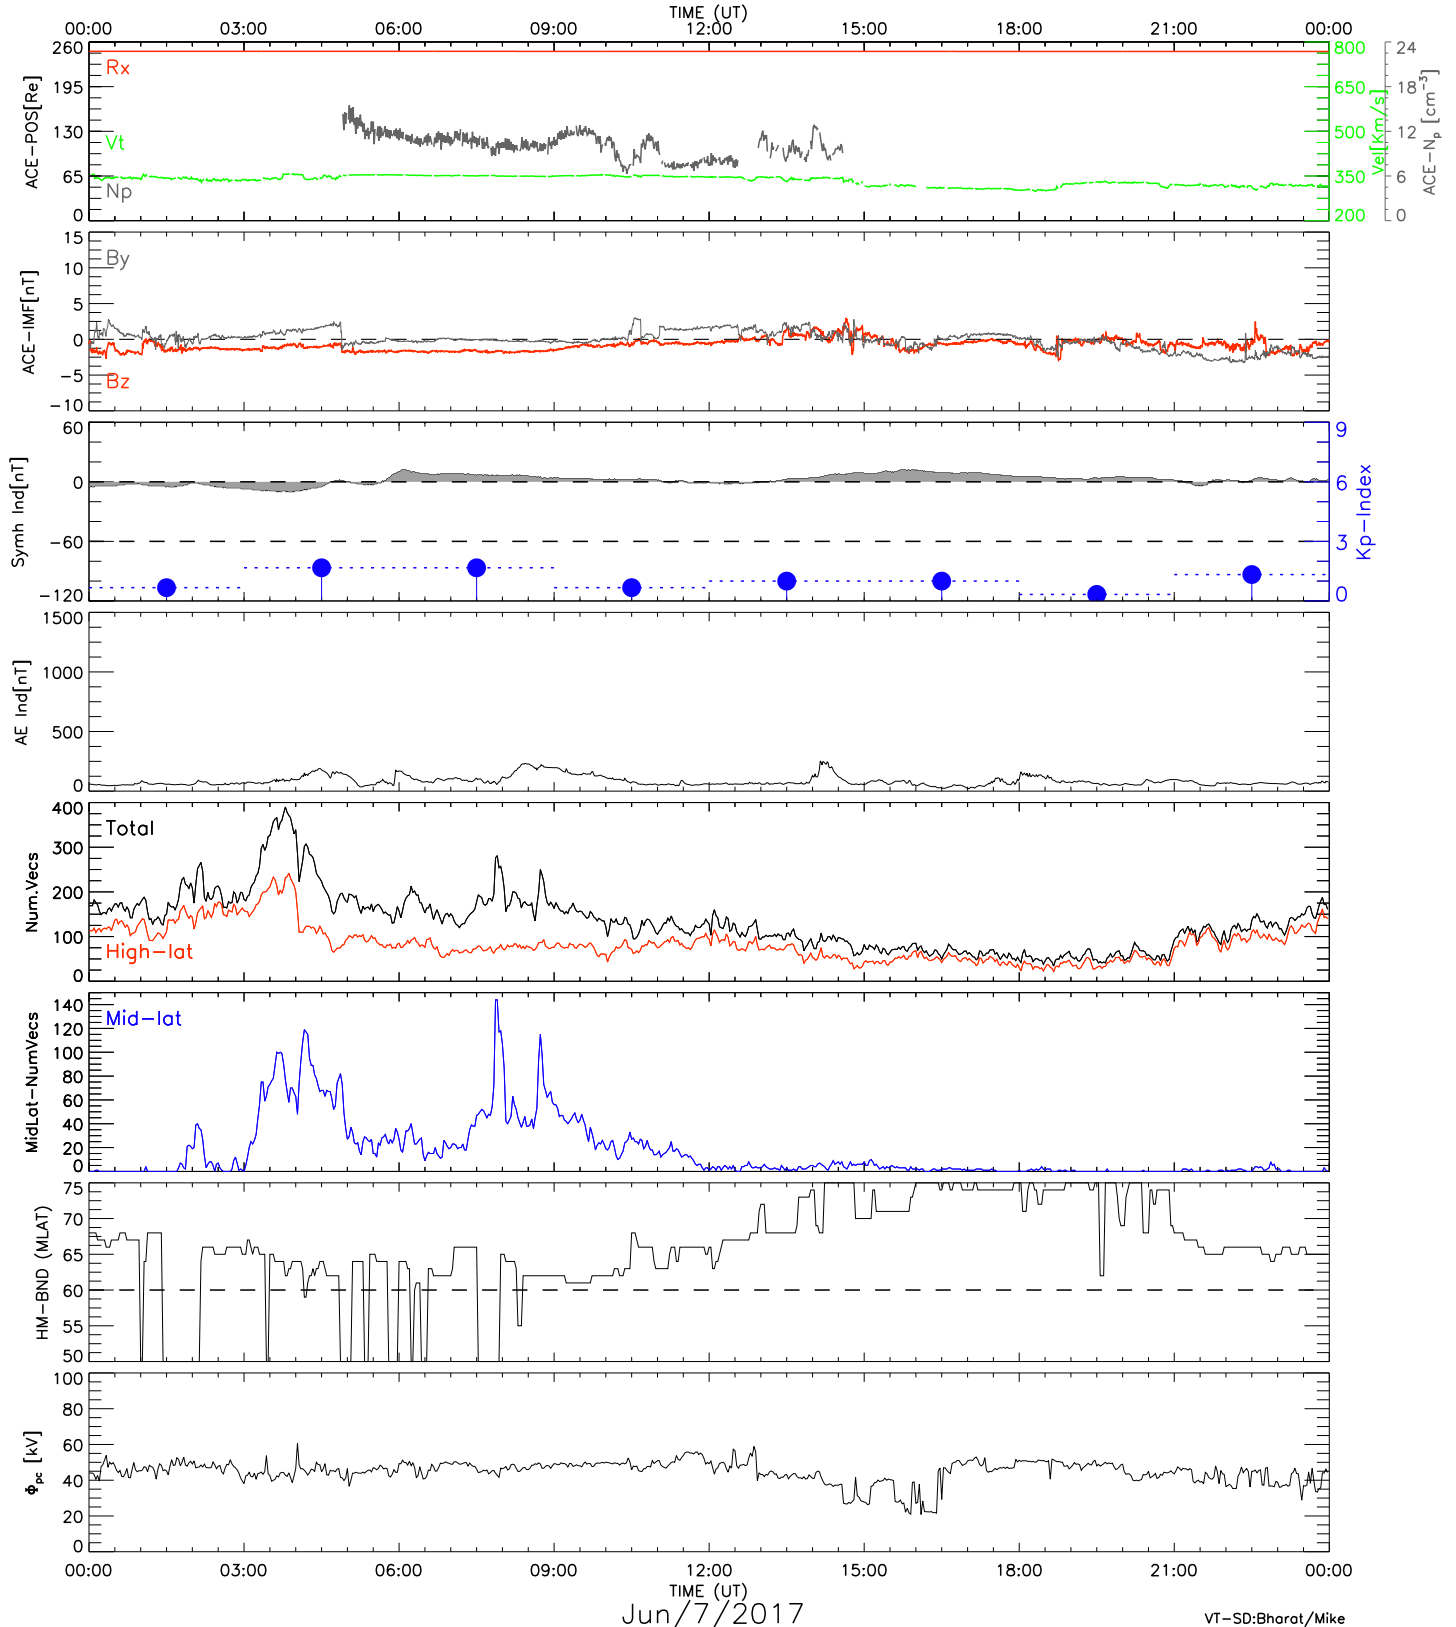 TIME (UT)
00:00 03:00 06:00 09:00 12:00 15:00 18:00 21:00 00:00
ACE-POS[Re]
260
195
130
65
0
Rx
Vt
Np
800
650
500
350
200
Vel[Km/s]
24
18
12
6
0
ACE-Np [cm-3]
ACE-IMF[nT]
15
10
5
0
-5
-10
By
Bz
Symh Ind[nT]
60
0
-60
-120
9
6
3
0
Kp-Index
AE Ind[nT]
1500
1000
500
0
Num.Vecs
400
300
200
100
0
Total
High-lat
MidLat-NumVecs
140
120
100
80
60
40
20
0
Mid-lat
HM-BND (MLAT)
75
70
65
60
55
50
Φpc [kV]
100
80
60
40
20
0
00:00 03:00 06:00 09:00 12:00 15:00 18:00 21:00 00:00
TIME (UT)
Jun/7/2017
VT-SD:Bharat/Mike